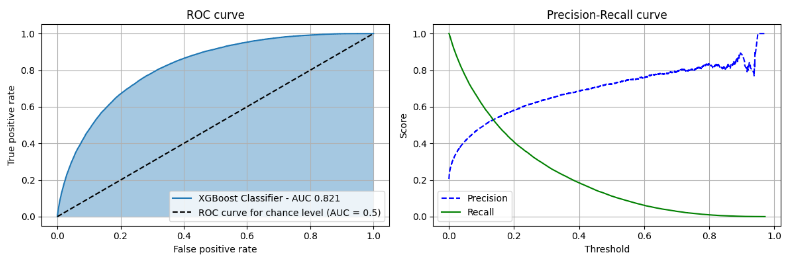 ROC curve
True positive rate
1.0
0.8
0.6
0.4
0.2
0.0
XGBoost Classifier - AUC 0.821
ROC curve for chance level (AUC = 0.5)
0.0 0.2 0.4 0.6 0.8 1.0
False positive rate
Precision-Recall curve
Score
1.0
0.8
0.6
0.4
0.2
0.0
Precision
Recall
0.0 0.2 0.4 0.6 0.8 1.0
Threshold